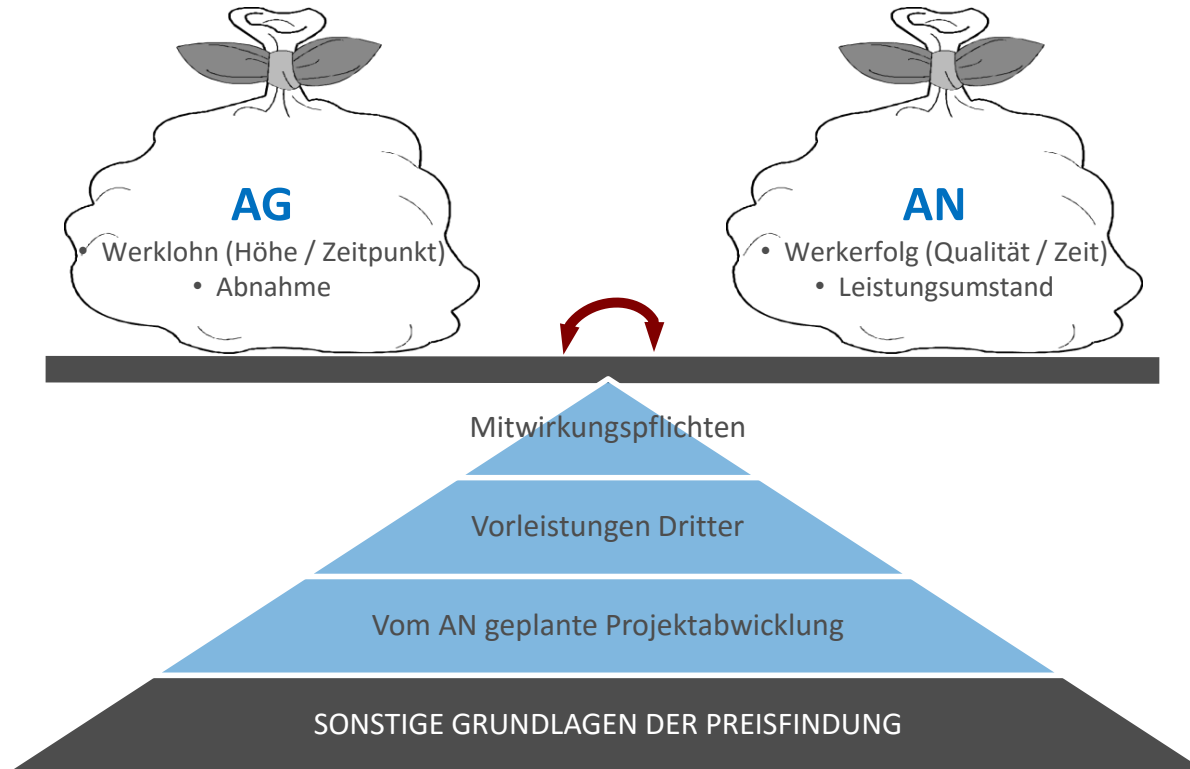 AG
• Werklohn (Höhe / Zeitpunkt)
• Abnahme
AN
• Werkerfolg (Qualität / Zeit)
• Leistungsumstand
Mitwirkungspflichten
Vorleistungen Dritter
Vom AN geplante Projektabwicklung
SONSTIGE GRUNDLAGEN DER PREISFINDUNG